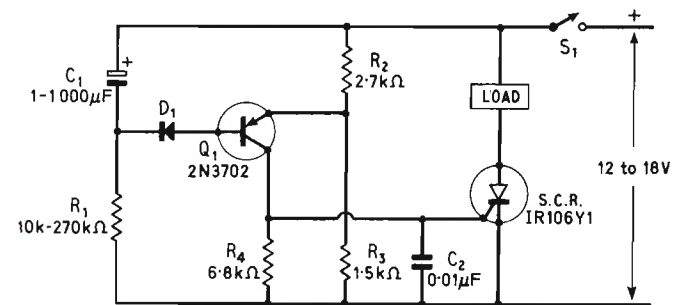 +
S1
C1
+
1-1000μF
D1
R2
2.7kΩ
LOAD
Q1
2N3702
12 to 18V
S.C.R.
IR106Y1
R1
10k-270kΩ
R4
6.8kΩ
R3
1.5kΩ
C2
0.01μF